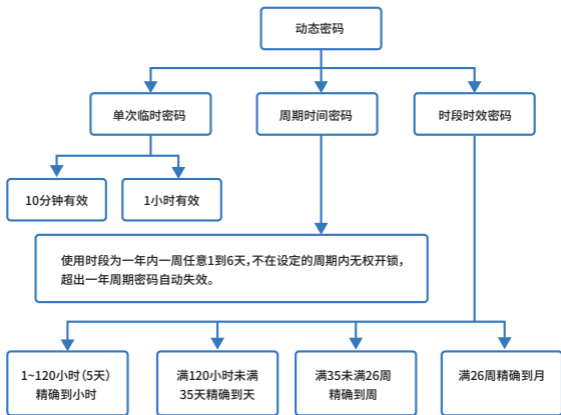 动态密码
单次临时密码
周期时间密码
时段时效密码
10分钟有效
1小时有效
使用时段为一年内一周任意1到6天,不在设定的周期内无权开锁,
超出一年周期密码自动失效。
1~120小时(5天)
精确到小时
满120小时未满
35天精确到天
满35未满26周
精确到周
满26周精确到月